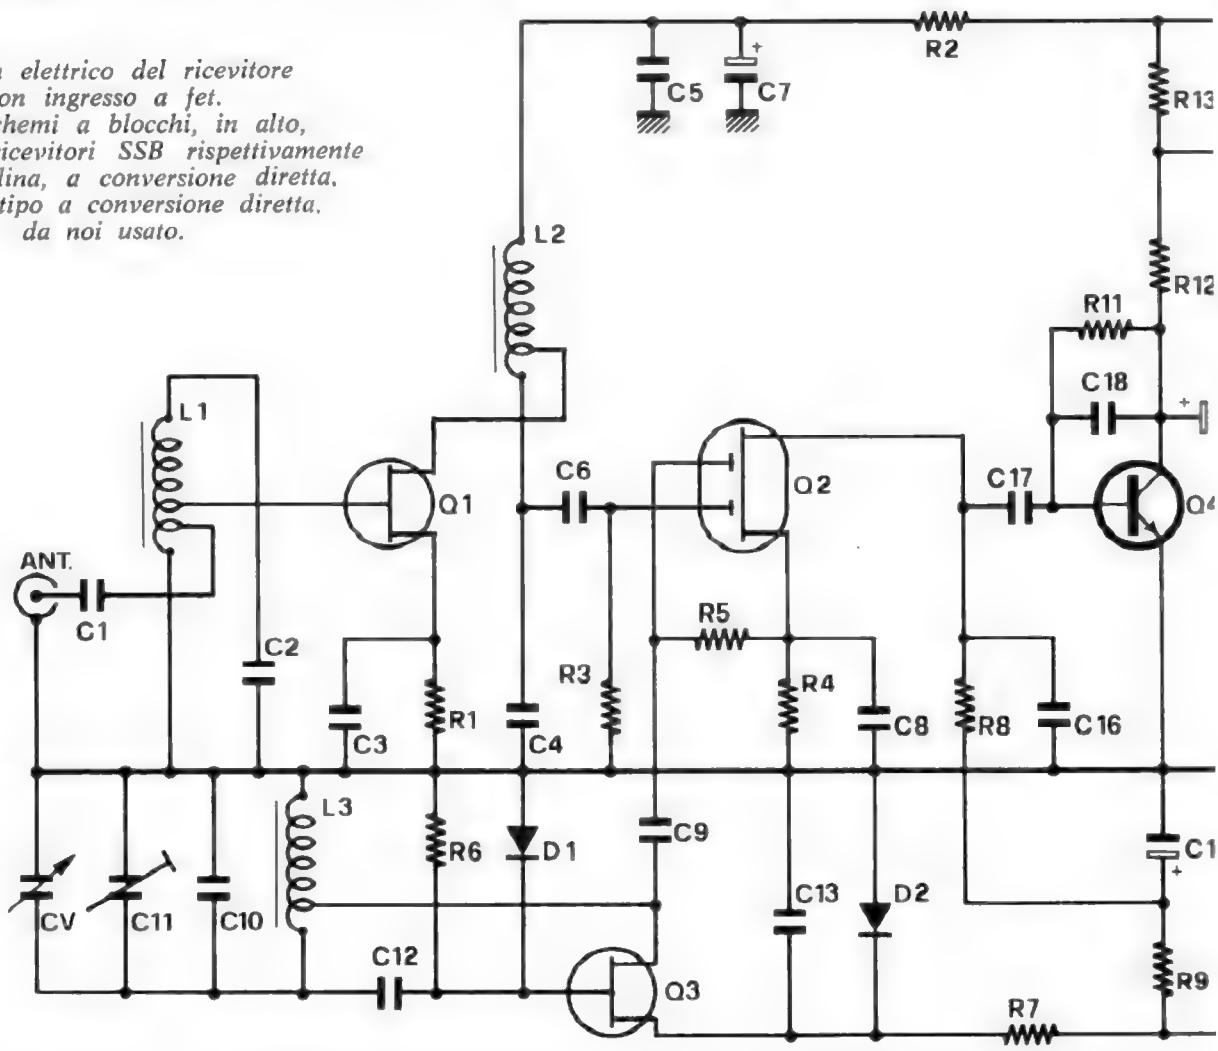 a elettrico del ricevitore
on ingresso a fet.
chemi a blocchi, in alto,
ricevitori SSB rispettivamente
dina, a conversione diretta,
tipo a conversione diretta,
da noi usato.
R2
C5
+
C7
R13
L2
R12
R11
C18
+
L1
Q1
C6
Q2
C17
Q4
ANT.
C1
C2
R5
R3
R4
C3
R1
C4
C8
R8
C16
L3
R6
D1
C9
C1
+
CV
C11
C10
C13
D2
C12
Q3
R7
R9